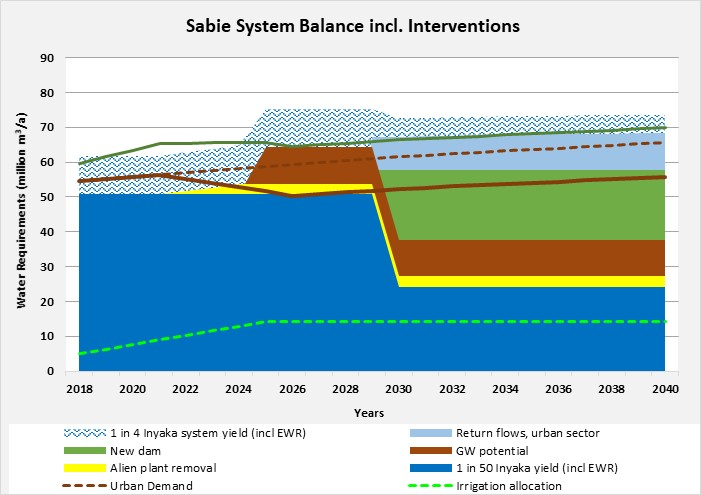 Sabie System Balance incl. Interventions
Water Requirements (million m³/a)
90
80
70
60
50
40
30
20
10
0
2018 2020 2022 2024 2026 2028 2030 2032 2034 2036 2038 2040
Years
1 in 4 Inyaka system yield (incl EWR) Return flows, urban sector
New dam GW potential
Alien plant removal 1 in 50 Inyaka yield (incl EWR)
Urban Demand Irrigation allocation